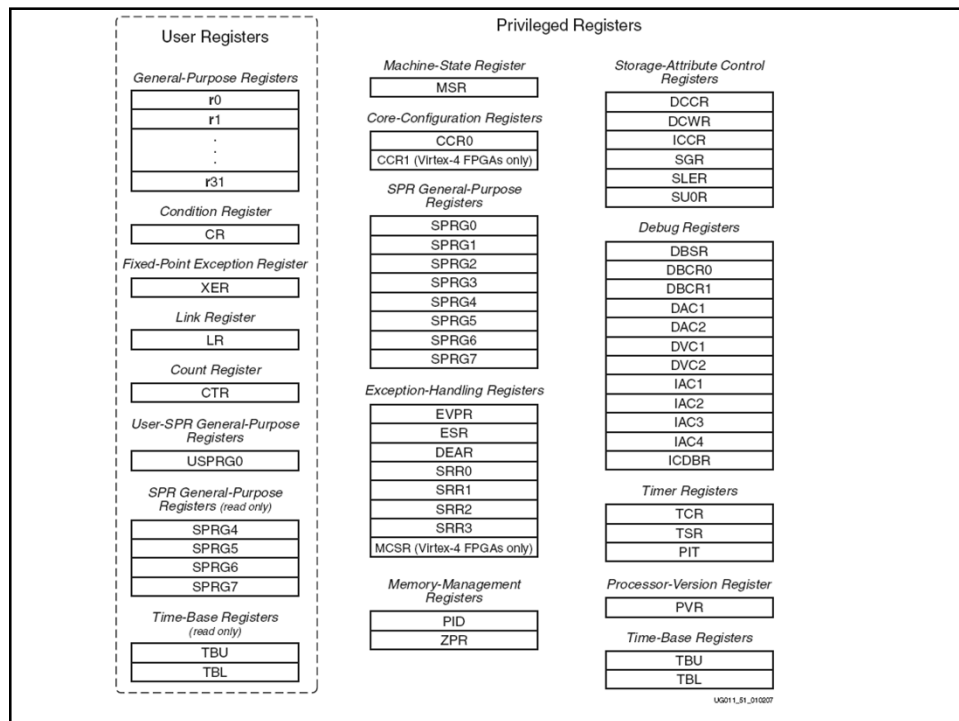 User Registers
General-Purpose Registers
r0
r1
.
.
.
r31
Condition Register
CR
Fixed-Point Exception Register
XER
Link Register
LR
Count Register
CTR
User-SPR General-Purpose
Registers
USPRG0
SPR General-Purpose
Registers (read only)
SPRG4
SPRG5
SPRG6
SPRG7
Time-Base Registers
(read only)
TBU
TBL
Privileged Registers
Machine-State Register
MSR
Core-Configuration Registers
CCR0
CCR1 (Virtex-4 FPGAs only)
SPR General-Purpose
Registers
SPRG0
SPRG1
SPRG2
SPRG3
SPRG4
SPRG5
SPRG6
SPRG7
Exception-Handling Registers
EVPR
ESR
DEAR
SRR0
SRR1
SRR2
SRR3
MCSR (Virtex-4 FPGAs only)
Memory-Management
Registers
PID
ZPR
Storage-Attribute Control
Registers
DCCR
DCWR
ICCR
SGR
SLER
SU0R
Debug Registers
DBSR
DBCR0
DBCR1
DAC1
DAC2
DVC1
DVC2
IAC1
IAC2
IAC3
IAC4
ICDBR
Timer Registers
TCR
TSR
PIT
Processor-Version Register
PVR
Time-Base Registers
TBU
TBL
UG011_51_010207